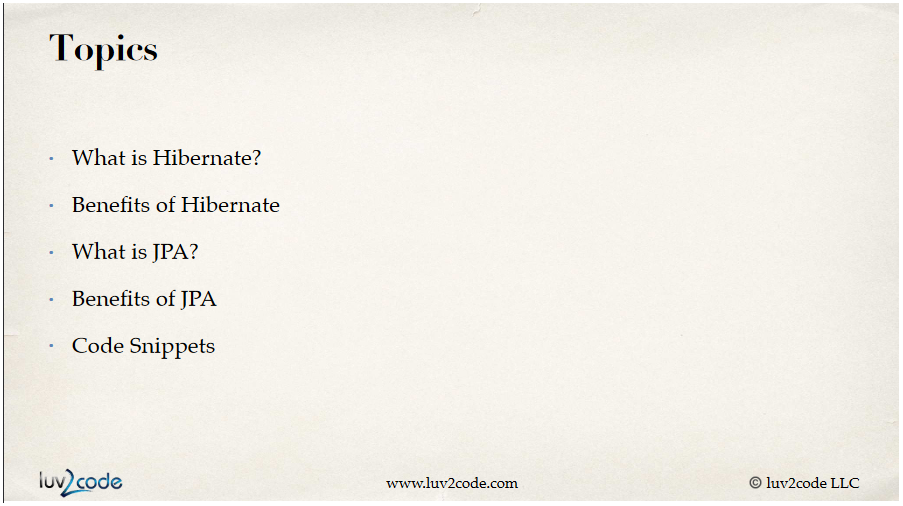 Topics
What is Hibernate?
Benefits of Hibernate
What is JPA?
Benefits of JPA
Code Snippets
luv2code
www.luv2code.com
© luv2code LLC